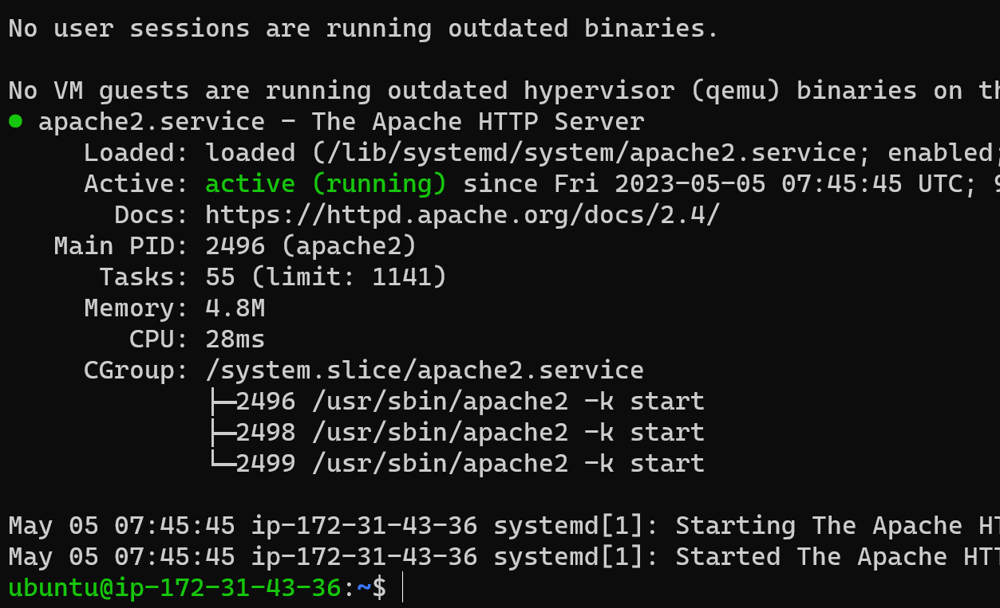 No user sessions are running outdated binaries.
No VM guests are running outdated hypervisor (qemu) binaries on th
● apache2.service - The Apache HTTP Server
Loaded: loaded (/lib/systemd/system/apache2.service; enabled;
Active: active (running) since Fri 2023-05-05 07:45:45 UTC; 9
Docs: https://httpd.apache.org/docs/2.4/
Main PID: 2496 (apache2)
Tasks: 55 (limit: 1141)
Memory: 4.8M
CPU: 28ms
CGroup: /system.slice/apache2.service
├─2496 /usr/sbin/apache2 -k start
├─2498 /usr/sbin/apache2 -k start
└─2499 /usr/sbin/apache2 -k start
May 05 07:45:45 ip-172-31-43-36 systemd[1]: Starting The Apache HT
May 05 07:45:45 ip-172-31-43-36 systemd[1]: Started The Apache HTT
ubuntu@ip-172-31-43-36:~$